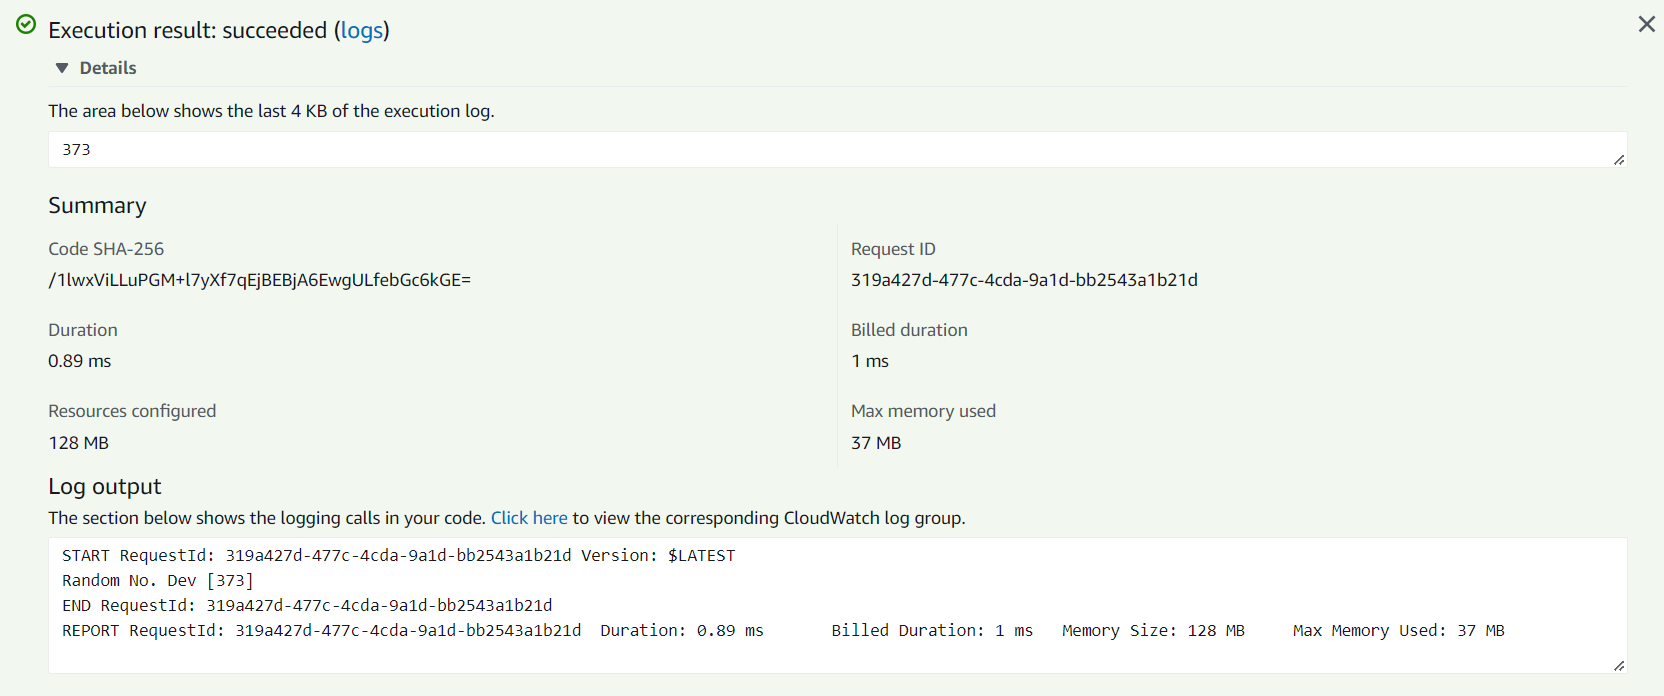 Execution result: succeeded (logs)
Details
The area below shows the last 4 KB of the execution log.
373
Summary
Code SHA-256
/1lwxViLLuPGM+l7yXf7qEjBEBjA6EwgULfebGc6kGE=
Request ID
319a427d-477c-4cda-9a1d-bb2543a1b21d
Duration
0.89 ms
Billed duration
1 ms
Resources configured
128 MB
Max memory used
37 MB
Log output
The section below shows the logging calls in your code. Click here to view the corresponding CloudWatch log group.
START RequestId: 319a427d-477c-4cda-9a1d-bb2543a1b21d Version: $LATEST
Random No. Dev [373]
END RequestId: 319a427d-477c-4cda-9a1d-bb2543a1b21d
REPORT RequestId: 319a427d-477c-4cda-9a1d-bb2543a1b21d Duration: 0.89 ms Billed Duration: 1 ms Memory Size: 128 MB Max Memory Used: 37 MB